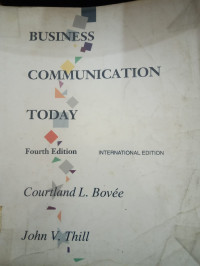 BUSINESS
COMMUNICATION
TODAY
Fourth Edition INTERNATIONAL EDITION
Courtland L. Bovée
John V. Thill